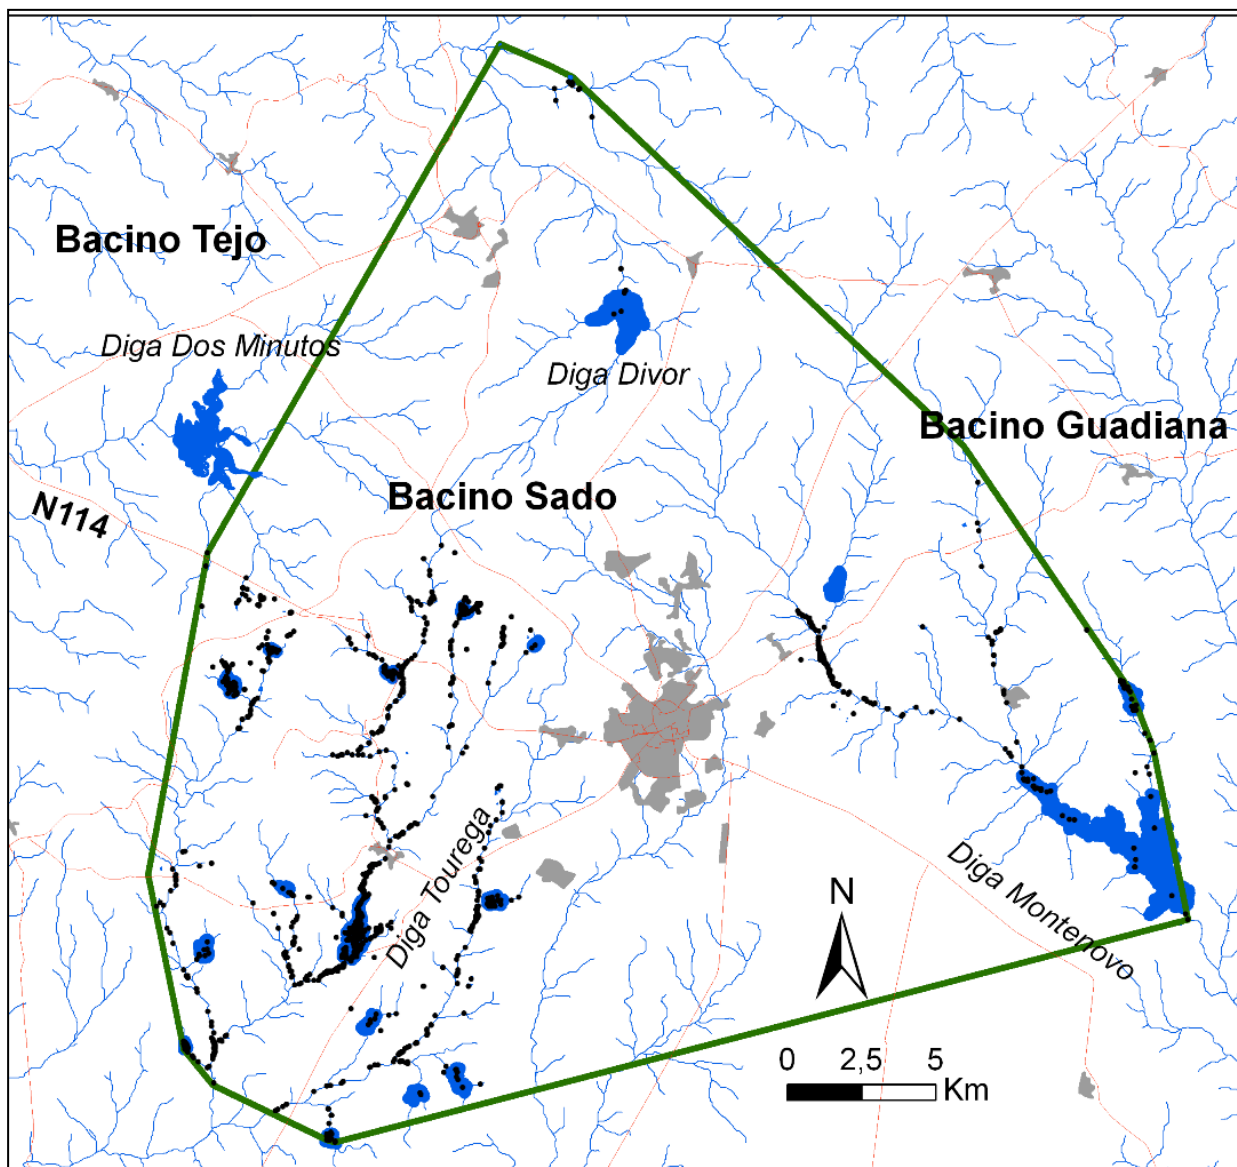 Bacino Tejo
Diga Dos Minutos
Diga Divor
Bacino Guadiana
Bacino Sado
N114
Diga Tourega
Diga Montenovo
N
0 2,5 5
Km